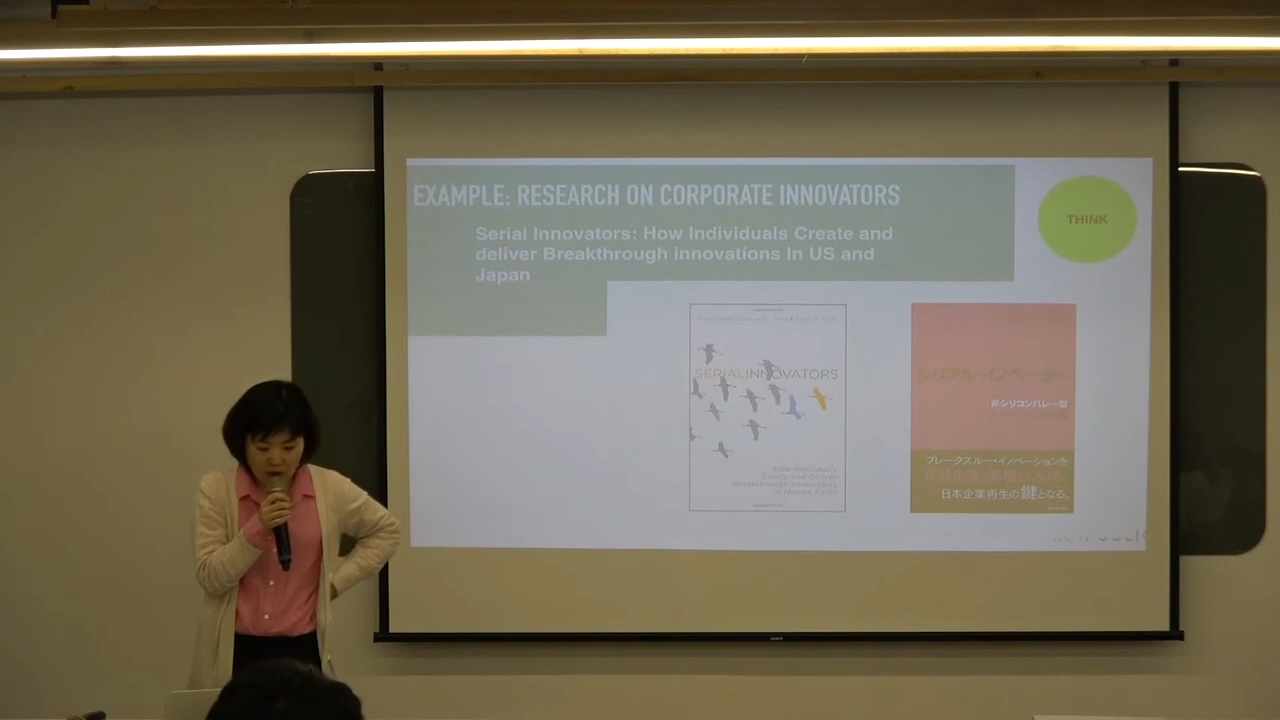 EXAMPLE: RESEARCH ON CORPORATE INNOVATORS
THINK
Serial Innovators: How Individuals Create and
deliver Breakthrough Innovations In US and
Japan
SERIALINNOVATORS
How Individuals
Create and Deliver
Breakthrough Innovations
in Mature Firms
シリアル・イノベーター
非シリコンバレー型
ブレークスルー・イノベーションを
日本企業再生の鍵となる。